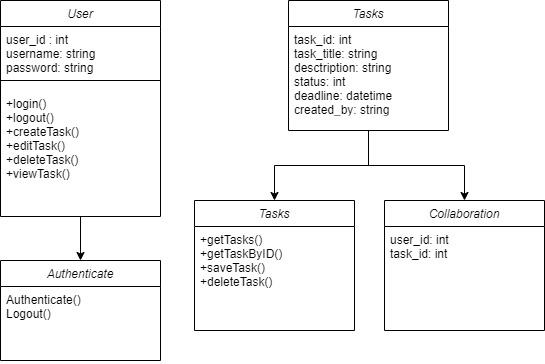 User
user_id : int
username: string
password: string
+login()
+logout()
+createTask()
+editTask()
+deleteTask()
+viewTask()
Authenticate
Authenticate()
Logout()
Tasks
task_id: int
task_title: string
desctription: string
status: int
deadline: datetime
created_by: string
Tasks
+getTasks()
+getTaskByID()
+saveTask()
+deleteTask()
Collaboration
user_id: int
task_id: int